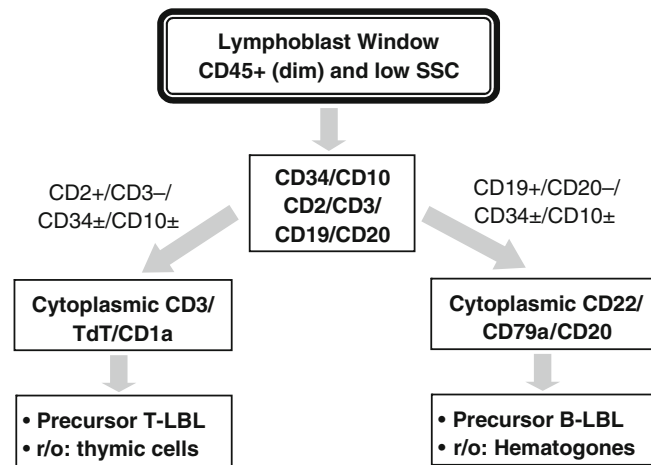 Lymphoblast Window
CD45+ (dim) and low SSC
CD2+/CD3–/
CD34±/CD10±
CD34/CD10
CD2/CD3/
CD19/CD20
CD19+/CD20–/
CD34±/CD10±
Cytoplasmic CD3/
TdT/CD1a
Cytoplasmic CD22/
CD79a/CD20
• Precursor T-LBL
• r/o: thymic cells
• Precursor B-LBL
• r/o: Hematogones